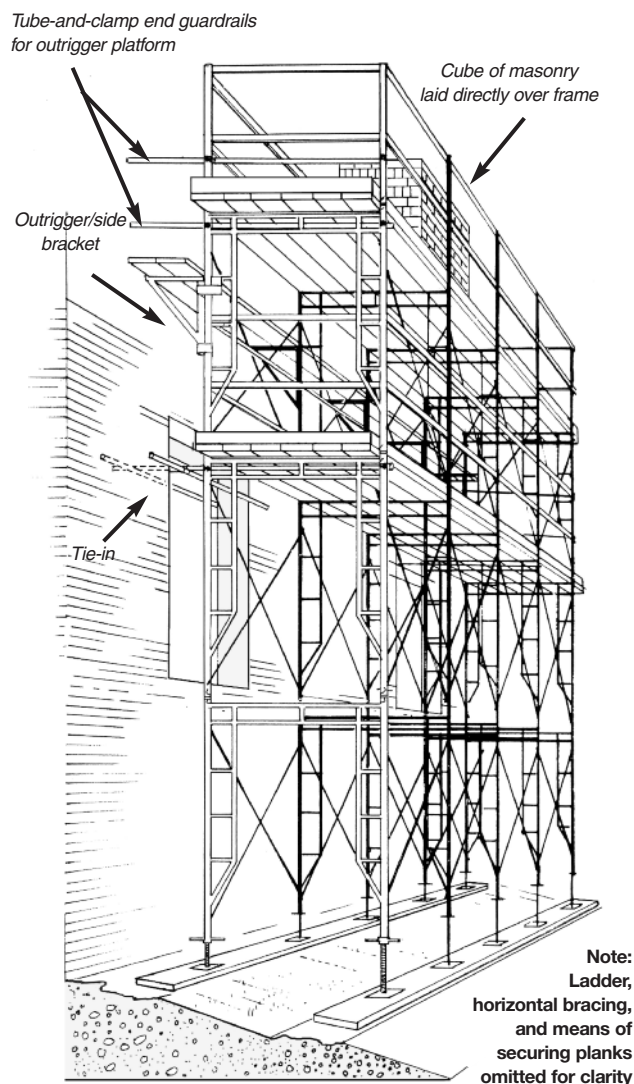 Tube-and-clamp end guardrails
for outrigger platform
Cube of masonry
laid directly over frame
Outrigger/side
bracket
Tie-in
Note:
Ladder,
horizontal bracing,
and means of
securing planks
omitted for clarity